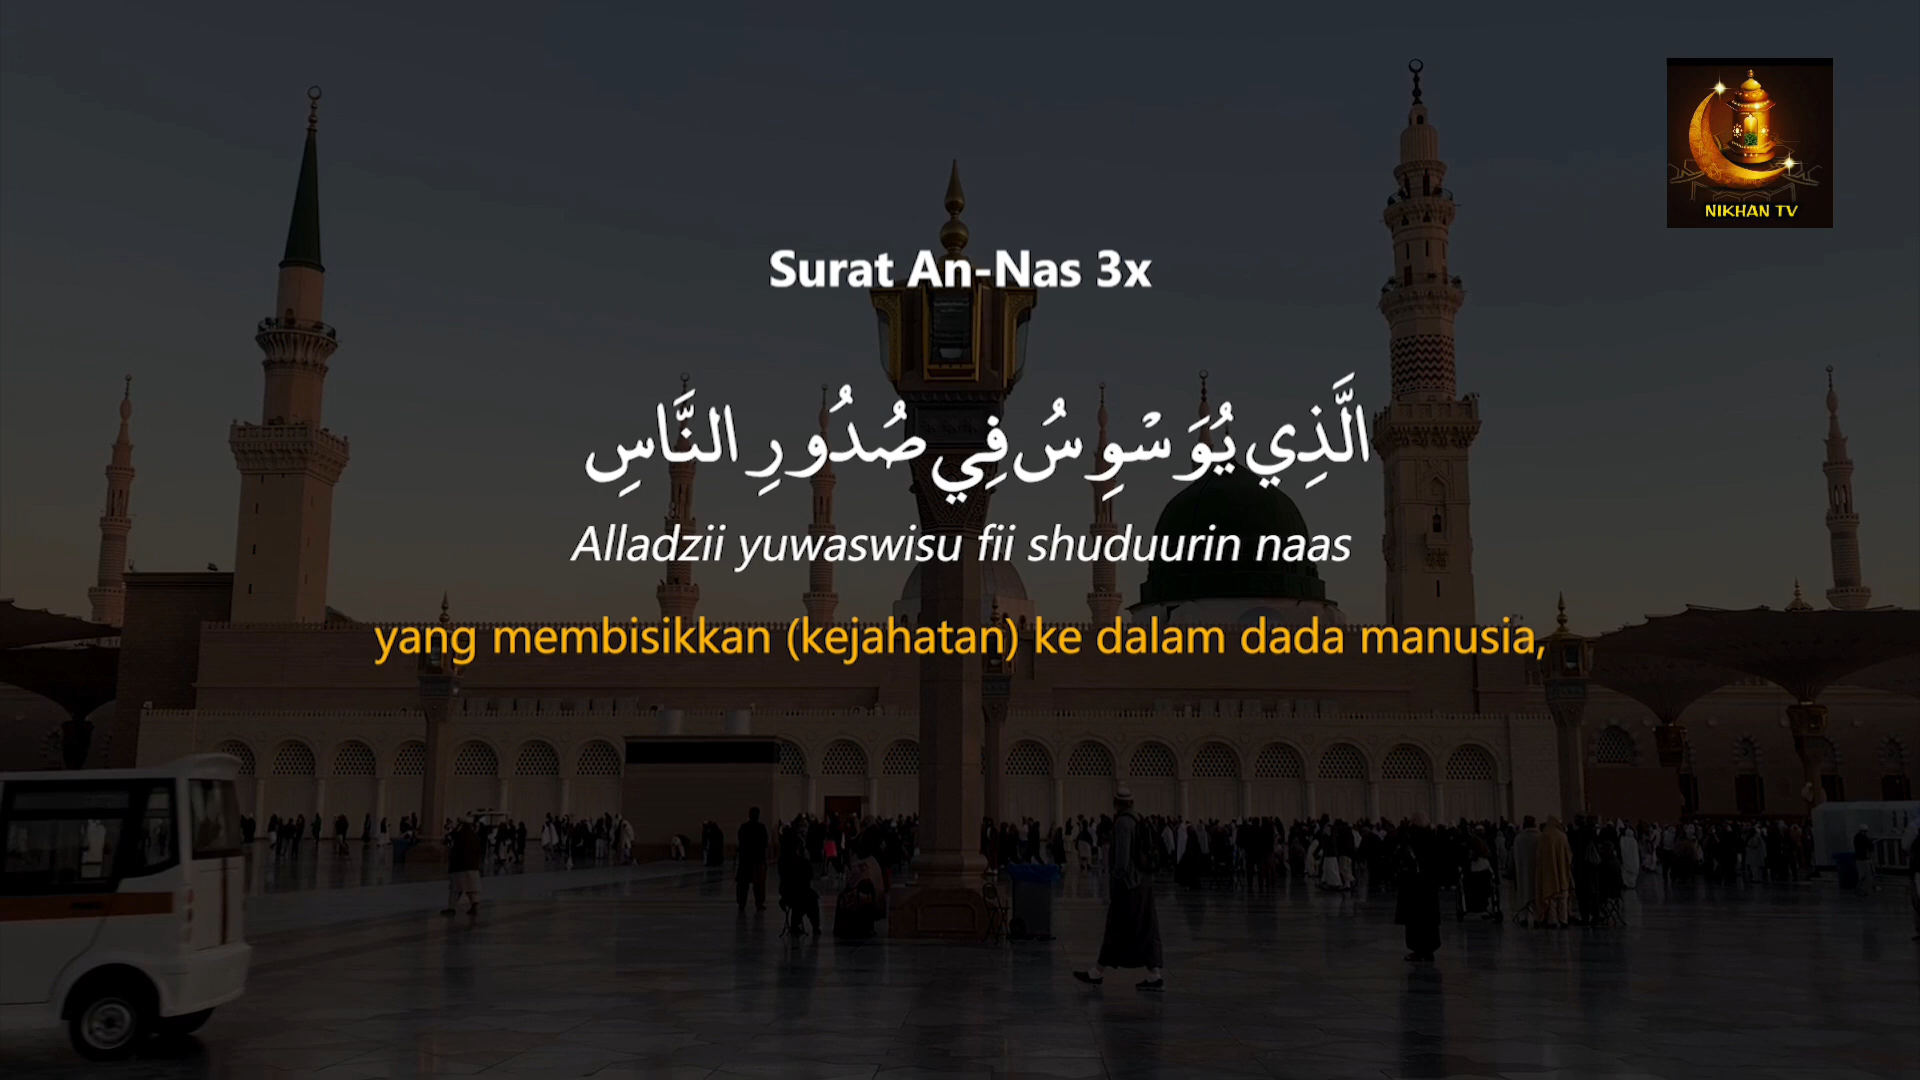 NIKHAN TV
Surat An-Nas 3x
الَّذِي يُوَسْوِسُ فِي صُدُورِ النَّاسِ
Alladzii yuwaswisu fii shuduurin naas
yang membisikkan (kejahatan) ke dalam dada manusia,